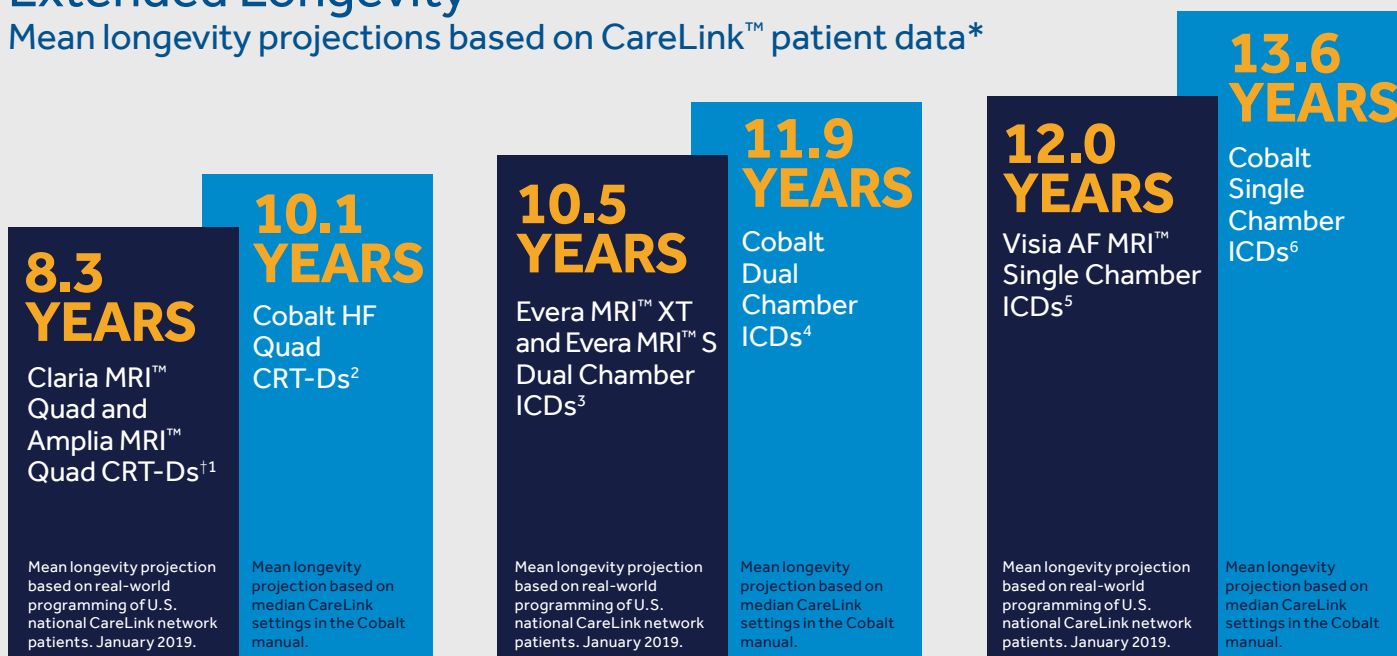 Extended Longevity
Mean longevity projections based on CareLink™ patient data*
8.3
YEARS
Claria MRI™
Quad and
Amplia MRI™
Quad CRT-Ds†1
Mean longevity projection
based on real-world
programming of U.S.
national CareLink network
patients. January 2019.
10.1
YEARS
Cobalt HF
Quad
CRT-Ds2
Mean longevity
projection based on
median CareLink
settings in the Cobalt
manual.
10.5
YEARS
Evera MRI™ XT
and Evera MRI™ S
Dual Chamber
ICDs3
Mean longevity projection
based on real-world
programming of U.S.
national CareLink network
patients. January 2019.
11.9
YEARS
Cobalt
Dual
Chamber
ICDs4
Mean longevity
projection based on
median CareLink
settings in the Cobalt
manual.
12.0
YEARS
Visia AF MRI™
Single Chamber
ICDs5
Mean longevity projection
based on real-world
programming of U.S.
national CareLink network
patients. January 2019.
13.6
YEARS
Cobalt
Single
Chamber
ICDs6
Mean longevity
projection based on
median CareLink
settings in the Cobalt
manual.